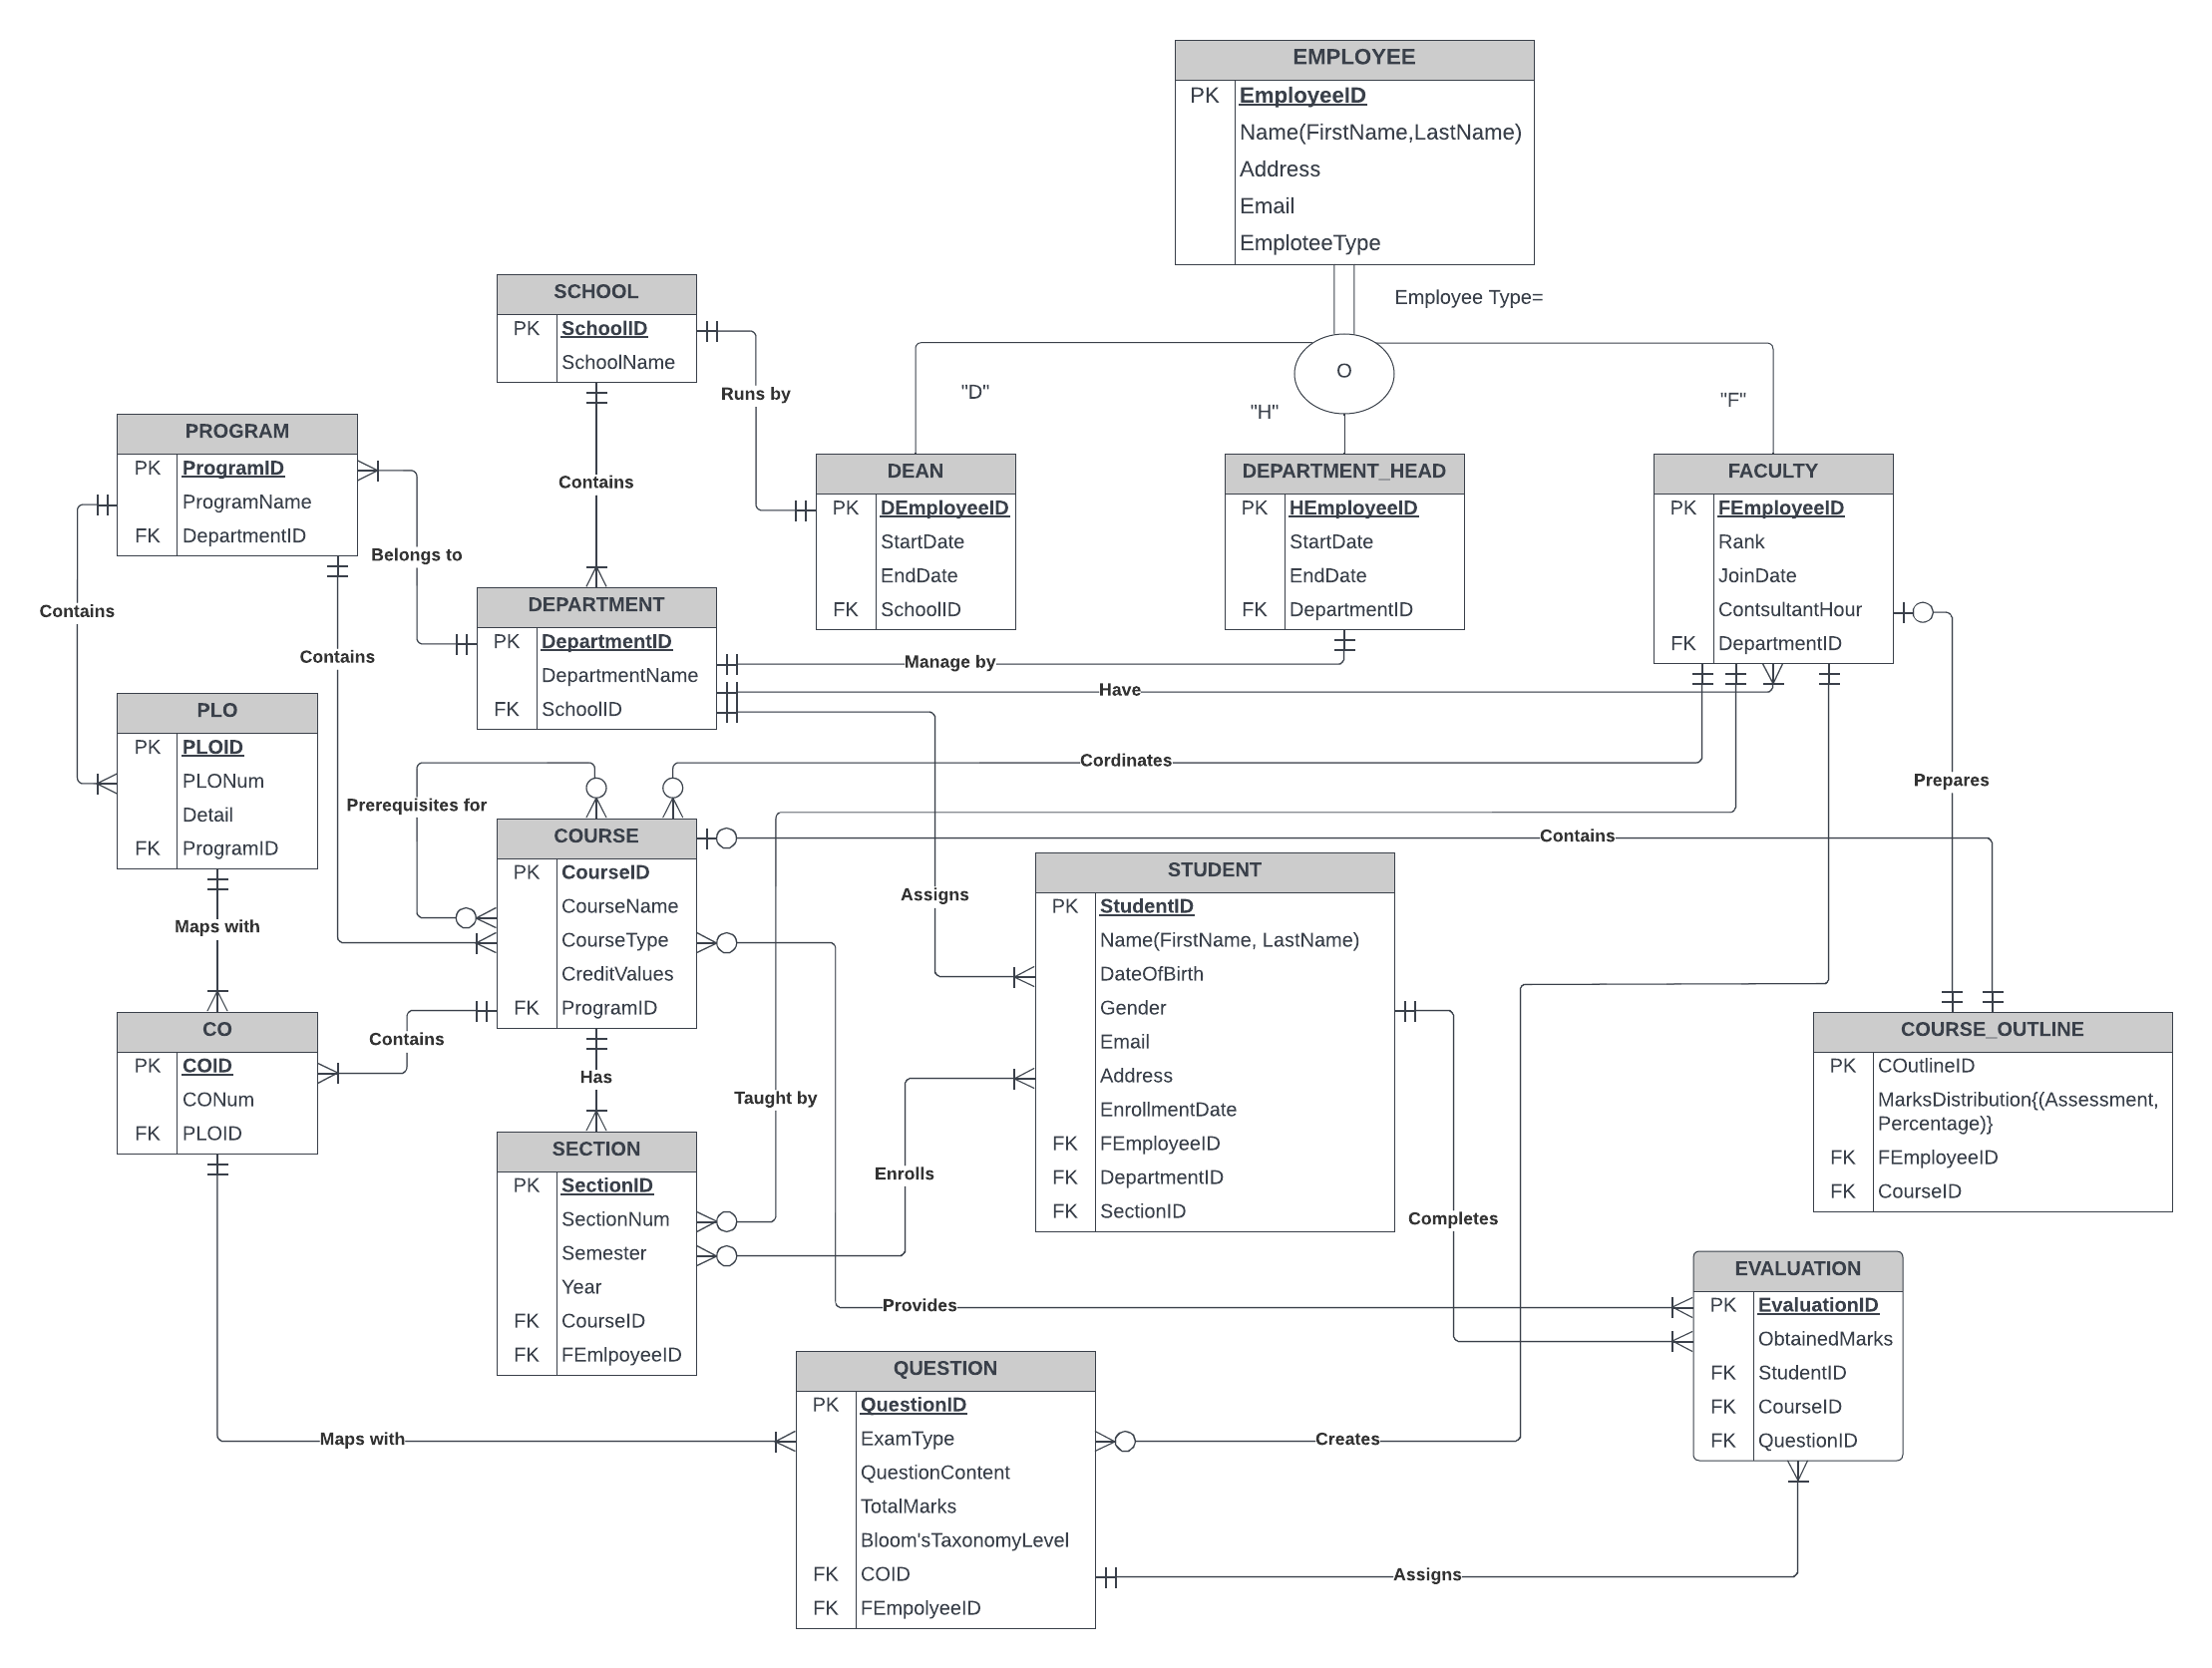 EMPLOYEE
PK EmployeeID
Name(FirstName,LastName)
Address
Email
EmploteeType
Employee Type=
O
"D"
"H"
"F"
SCHOOL
PK SchoolID
SchoolName
Runs by
Contains
PROGRAM
PK ProgramID
ProgramName
FK DepartmentID
Belongs to
Contains
Contains
DEAN
PK DEmployeeID
StartDate
EndDate
FK SchoolID
DEPARTMENT_HEAD
PK HEmployeeID
StartDate
EndDate
FK DepartmentID
FACULTY
PK FEmployeeID
Rank
JoinDate
ContsultantHour
FK DepartmentID
DEPARTMENT
PK DepartmentID
DepartmentName
FK SchoolID
Manage by
Have
Cordinates
Prepares
PLO
PK PLOID
PLONum
Detail
FK ProgramID
Prerequisites for
Maps with
COURSE
PK CourseID
CourseName
CourseType
CreditValues
FK ProgramID
Contains
Assigns
STUDENT
PK StudentID
Name(FirstName, LastName)
DateOfBirth
Gender
Email
Address
EnrollmentDate
FK FEmployeeID
FK DepartmentID
FK SectionID
CO
PK COID
CONum
FK PLOID
Contains
Has
Taught by
Enrolls
COURSE_OUTLINE
PK COutlineID
MarksDistribution{(Assessment,
Percentage)}
FK FEmployeeID
FK CourseID
SECTION
PK SectionID
SectionNum
Semester
Year
FK CourseID
FK FEmlpoyeeID
Completes
Provides
EVALUATION
PK EvaluationID
ObtainedMarks
FK StudentID
FK CourseID
FK QuestionID
QUESTION
PK QuestionID
ExamType
QuestionContent
TotalMarks
Bloom'sTaxonomyLevel
FK COID
FK FEmpolyeeID
Maps with
Creates
Assigns